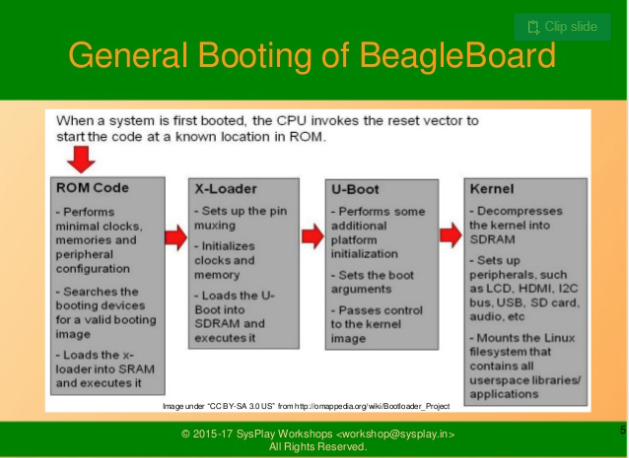 Clip slide
General Booting of BeagleBoard
When a system is first booted, the CPU invokes the reset vector to
start the code at a known location in ROM.
ROM Code
- Performs
minimal clocks,
memories and
peripheral
configuration
- Searches the
booting devices
for a valid booting
image
- Loads the x-
loader into SRAM
and executes it
X-Loader
- Sets up the pin
muxing
- Initializes
clocks and
memory
- Loads the U-
Boot into
SDRAM and
executes it
U-Boot
- Performs some
additional
platform
initialization
- Sets the boot
arguments
- Passes control
to the kernel
image
Kernel
- Decompresses
the kernel into
SDRAM
- Sets up
peripherals, such
as LCD, HDMI, I2C
bus, USB, SD card,
audio, etc
- Mounts the Linux
filesystem that
contains all
userspace libraries/
applications
Image under "CC BY-SA 3.0 US" from http://omappedia.org/wiki/Bootloader_Project
© 2015-17 SysPlay Workshops <workshop@sysplay.in>
All Rights Reserved.
5